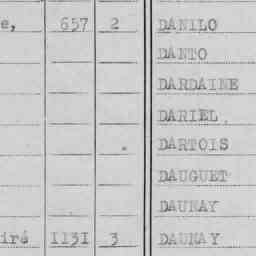 e, 657 2 DANILO
DANTO
DARDAINE
DARIEL
DARTOIS
DAUGUET
DAUNAY
iré 1131 3 DAUNAY